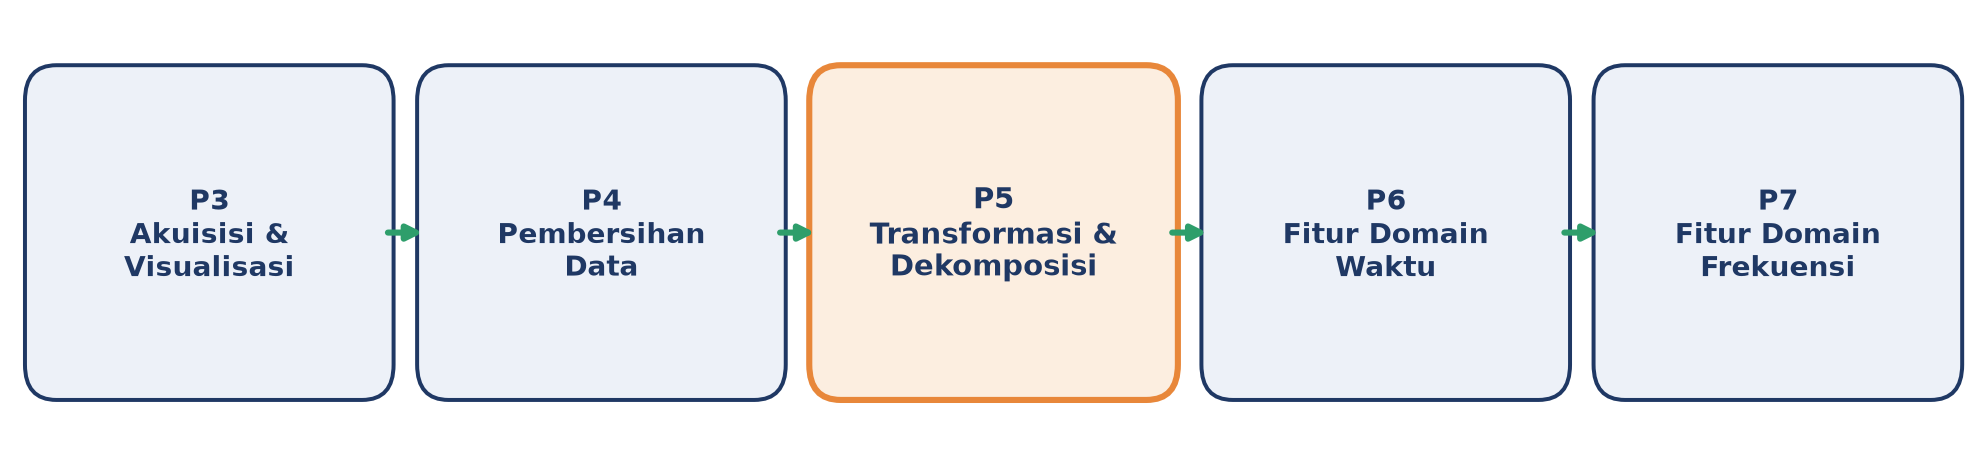 P3
Akuisisi &
Visualisasi
P4
Pembersihan
Data
P5
Transformasi &
Dekomposisi
P6
Fitur Domain
Waktu
P7
Fitur Domain
Frekuensi